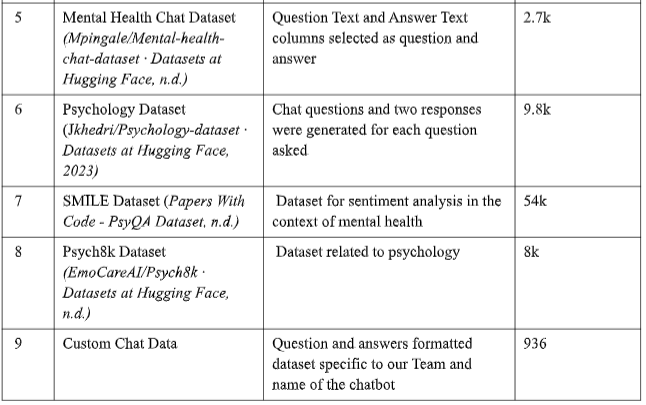 5 Mental Health Chat Dataset Question Text and Answer Text 2.7k
(Mpingale/Mental-health- columns selected as question and
chat-dataset · Datasets at answer
Hugging Face, n.d.)
6 Psychology Dataset Chat questions and two responses 9.8k
(Jkhedri/Psychology-dataset · were generated for each question
Datasets at Hugging Face, asked
2023)
7 SMILE Dataset (Papers With Dataset for sentiment analysis in the 54k
Code - PsyQA Dataset, n.d.) context of mental health
8 Psych8k Dataset Dataset related to psychology 8k
(EmoCareAI/Psych8k ·
Datasets at Hugging Face,
n.d.)
9 Custom Chat Data Question and answers formatted 936
dataset specific to our Team and
name of the chatbot